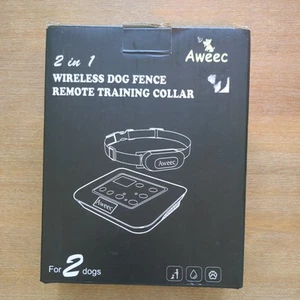 Aweec
2 in 1
WIRELESS DOG FENCE
REMOTE TRAINING COLLAR
Aweec
Aweec
For 2 dogs